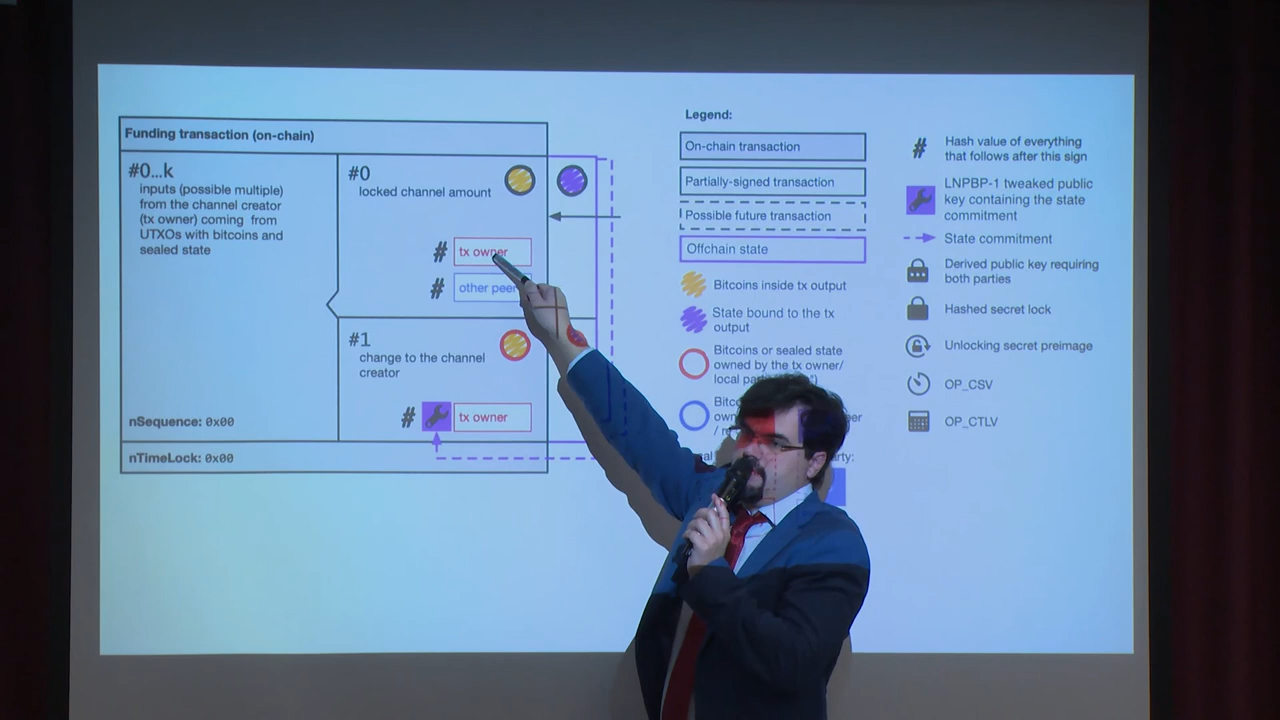 Funding transaction (on-chain)
#0...k
inputs (possible multiple)
from the channel creator
(tx owner) coming from
UTXOs with bitcoins and
sealed state
nSequence: 0x00
#0
locked channel amount
# tx owner
# other peer
#1
change to the channel
creator
# tx owner
nTimeLock: 0x00
Legend:
On-chain transaction
Partially-signed transaction
Possible future transaction
Offchain state
Bitcoins inside tx output
State bound to the tx
output
Bitcoins or sealed state
owned by the tx owner/
local
# Hash value of everything
that follows after this sign
LNPBP-1 tweaked public
key containing the state
commitment
State commitment
Derived public key requiring
both parties
Hashed secret lock
Unlocking secret preimage
OP_CSV
OP_CTLV